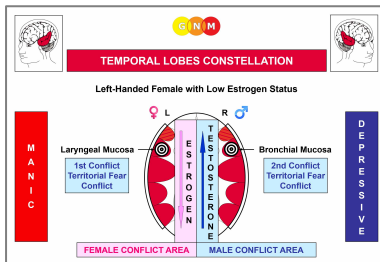 GNM
TEMPORAL LOBES CONSTELLATION
Left-Handed Female with Low Estrogen Status
♀ L R ♂
MANIC
Laryngeal Mucosa
1st Conflict
Territorial Fear
Conflict
ESTROGEN
TESTOSTERONE
Bronchial Mucosa
2nd Conflict
Territorial Fear
Conflict
DEPRESSIVE
FEMALE CONFLICT AREA MALE CONFLICT AREA